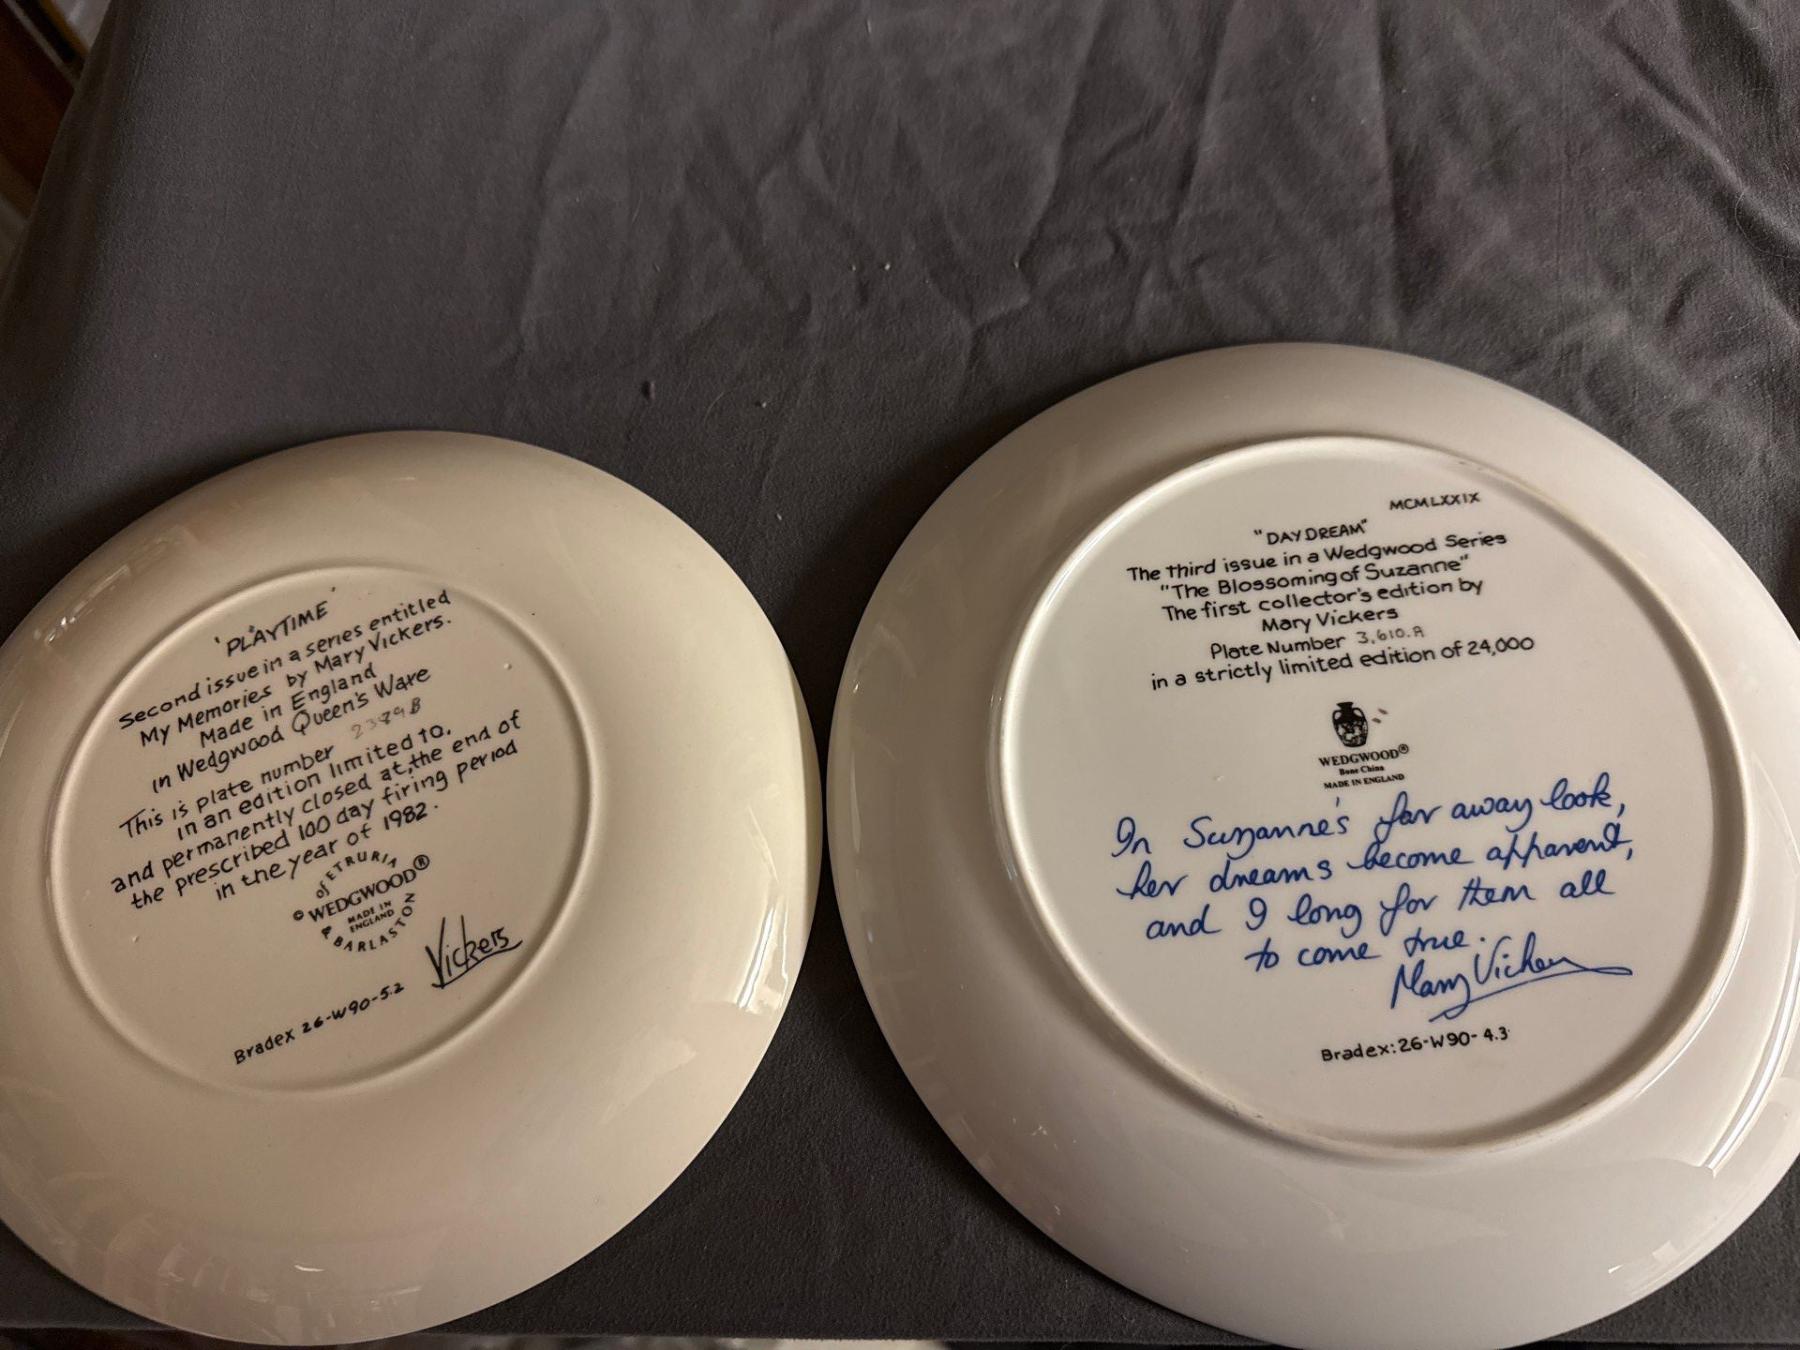 'PLAYTIME'
Second issue in a series entitled
My Memories by Mary Vickers.
Made in England
in Wedgwood Queen's Ware
This is plate number 2389B
in an edition limited to,
and permanently closed at, the end of
the prescribed 100 day firing period
in the year of 1982.
of ETRURIA
© WEDGWOOD®
MADE IN
ENGLAND
& BARLASTON
Vickers
Bradex 26-W90-5.2
MCMLXXIX
"DAY DREAM"
The third issue in a Wedgwood Series
"The Blossoming of Suzanne"
The first collector's edition by
Mary Vickers
Plate Number 3,610.A
in a strictly limited edition of 24,000
WEDGWOOD®
Bone China
MADE IN ENGLAND
In Suzanne's far away look,
her dreams become apparent,
and I long for them all
to come true.
Mary Vickers
Bradex:26-W90-4.3